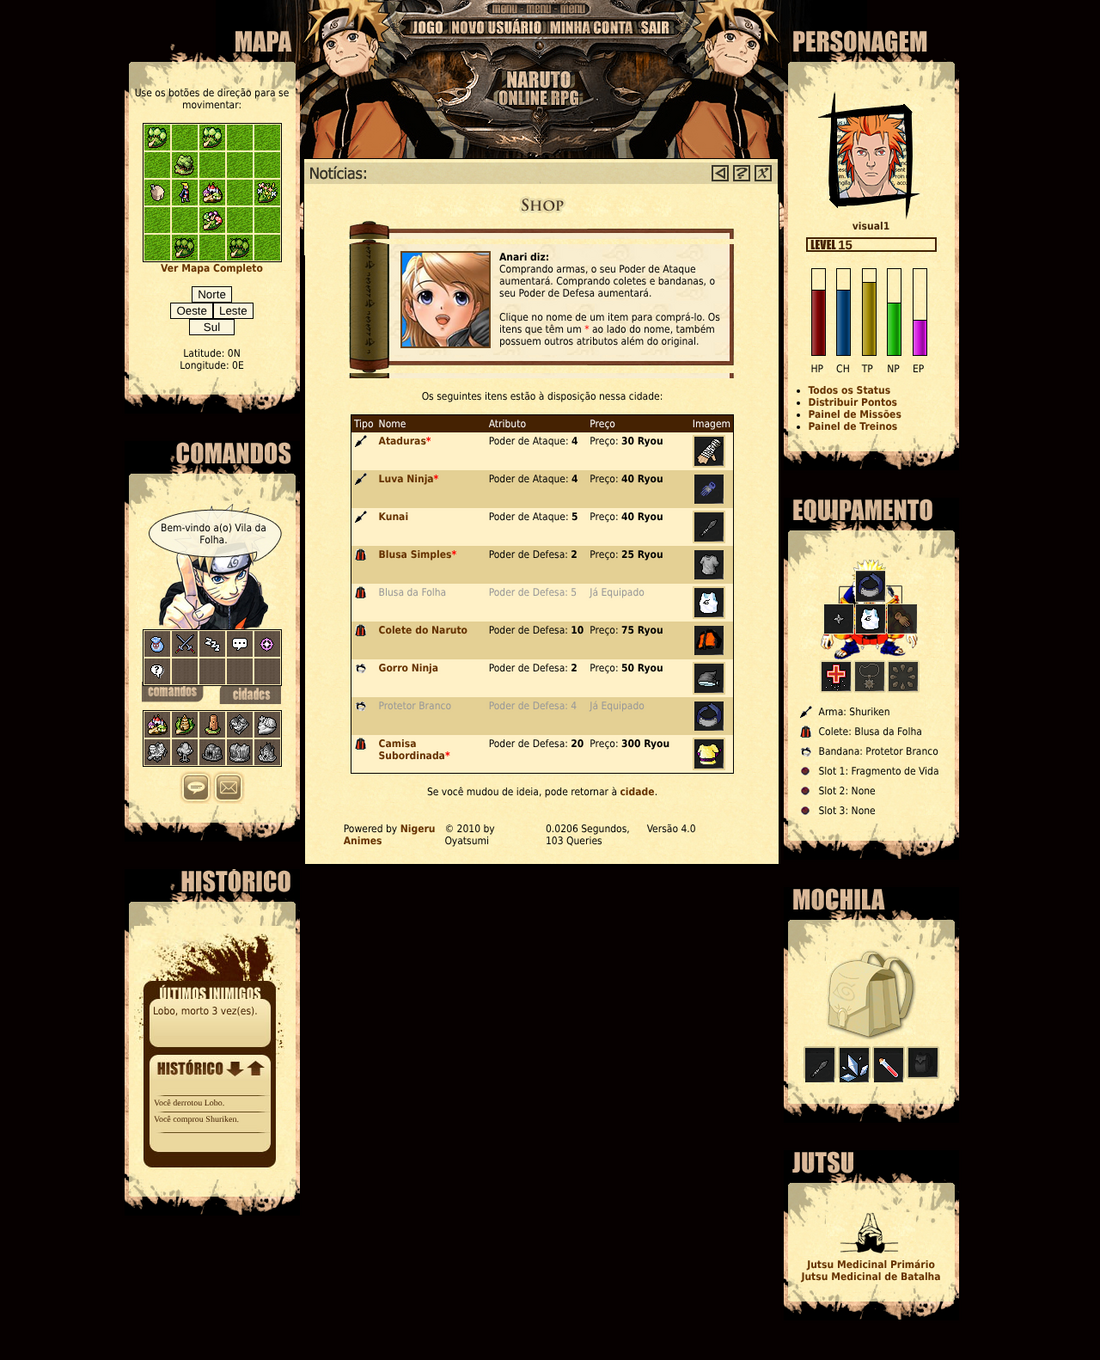 menu - menu - menu
JOGO NOVO USUÁRIO MINHA CONTA SAIR
NARUTO
ONLINE RPG
MAPA
Use os botões de direção para se
movimentar:
Ver Mapa Completo
Norte
Oeste Leste
Sul
Latitude: 0N
Longitude: 0E
COMANDOS
Bem-vindo a(o) Vila da
Folha.
comandos cidades
HISTÓRICO
ÚLTIMOS INIMIGOS
Lobo, morto 3 vez(es).
HISTÓRICO
Você derrotou Lobo.
Você comprou Shuriken.
Notícias:
SHOP
Anari diz:
Comprando armas, o seu Poder de Ataque
aumentará. Comprando coletes e bandanas, o
seu Poder de Defesa aumentará.
Clique no nome de um item para comprá-lo. Os
itens que têm um * ao lado do nome, também
possuem outros atributos além do original.
Os seguintes itens estão à disposição nessa cidade:
Tipo Nome Atributo Preço Imagem
Ataduras* Poder de Ataque: 4 Preço: 30 Ryou
Luva Ninja* Poder de Ataque: 4 Preço: 40 Ryou
Kunai Poder de Ataque: 5 Preço: 40 Ryou
Blusa Simples* Poder de Defesa: 2 Preço: 25 Ryou
Blusa da Folha Poder de Defesa: 5 Já Equipado
Colete do Naruto Poder de Defesa: 10 Preço: 75 Ryou
Gorro Ninja Poder de Defesa: 2 Preço: 50 Ryou
Protetor Branco Poder de Defesa: 4 Já Equipado
Camisa Poder de Defesa: 20 Preço: 300 Ryou
Subordinada*
Se você mudou de ideia, pode retornar à cidade.
Powered by Nigeru © 2010 by 0.0206 Segundos, Versão 4.0
Animes Oyatsumi 103 Queries
PERSONAGEM
visual1
LEVEL 15
HP CH TP NP EP
Todos os Status
Distribuir Pontos
Painel de Missões
Painel de Treinos
EQUIPAMENTO
Arma: Shuriken
Colete: Blusa da Folha
Bandana: Protetor Branco
Slot 1: Fragmento de Vida
Slot 2: None
Slot 3: None
MOCHILA
JUTSU
Jutsu Medicinal Primário
Jutsu Medicinal de Batalha